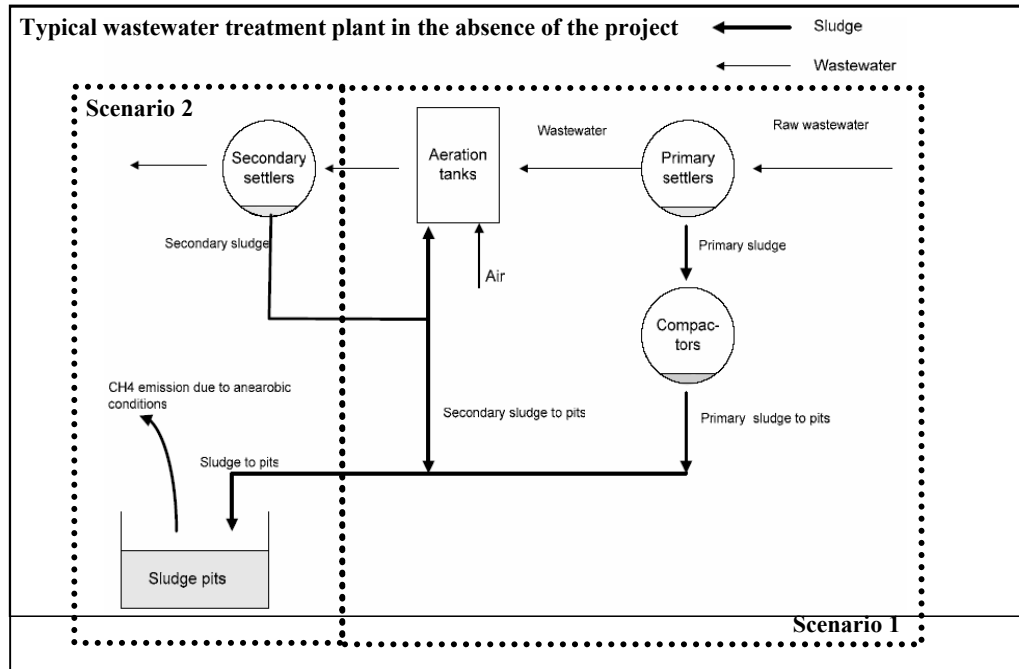 Typical wastewater treatment plant in the absence of the project
Sludge
Wastewater
Scenario 2
Secondary
settlers
Aeration
tanks
Wastewater
Primary
settlers
Raw wastewater
Secondary sludge
Air
Primary sludge
Compac-
tors
CH4 emission due to anearobic
conditions
Secondary sludge to pits
Primary sludge to pits
Sludge to pits
Sludge pits
Scenario 1